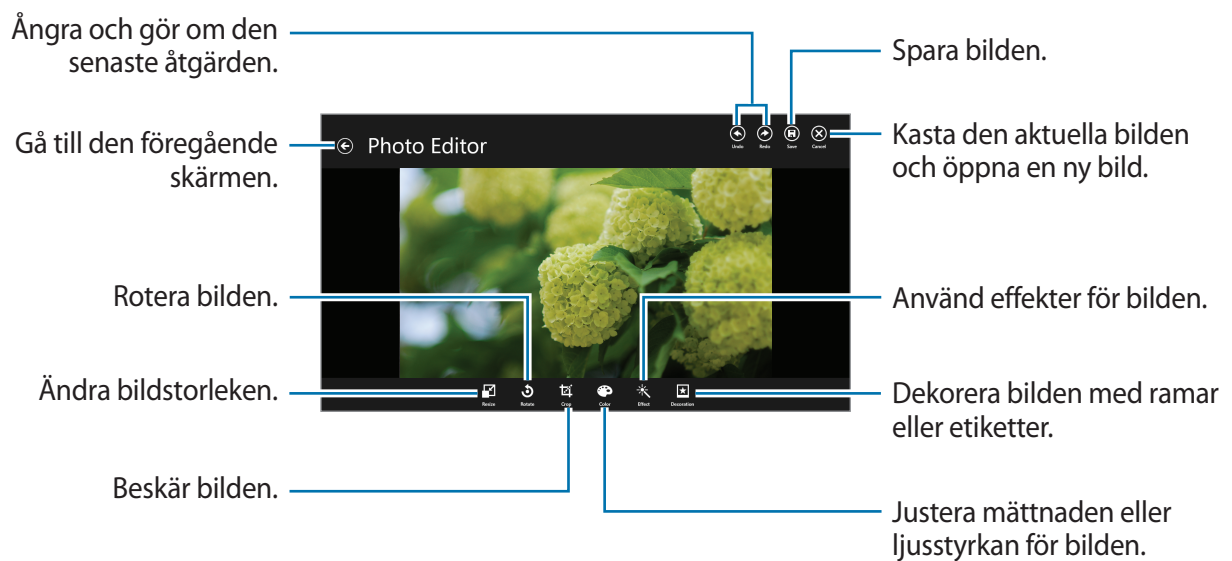 Ångra och gör om den
senaste åtgärden.
Spara bilden.
Gå till den föregående
skärmen.
Photo Editor
Undo
Redo
Save
Cancel
Kasta den aktuella bilden
och öppna en ny bild.
Rotera bilden.
Använd effekter för bilden.
Ändra bildstorleken.
Resize
Rotate
Crop
Color
Effect
Decoration
Dekorera bilden med ramar
eller etiketter.
Beskär bilden.
Justera mättnaden eller
ljusstyrkan för bilden.